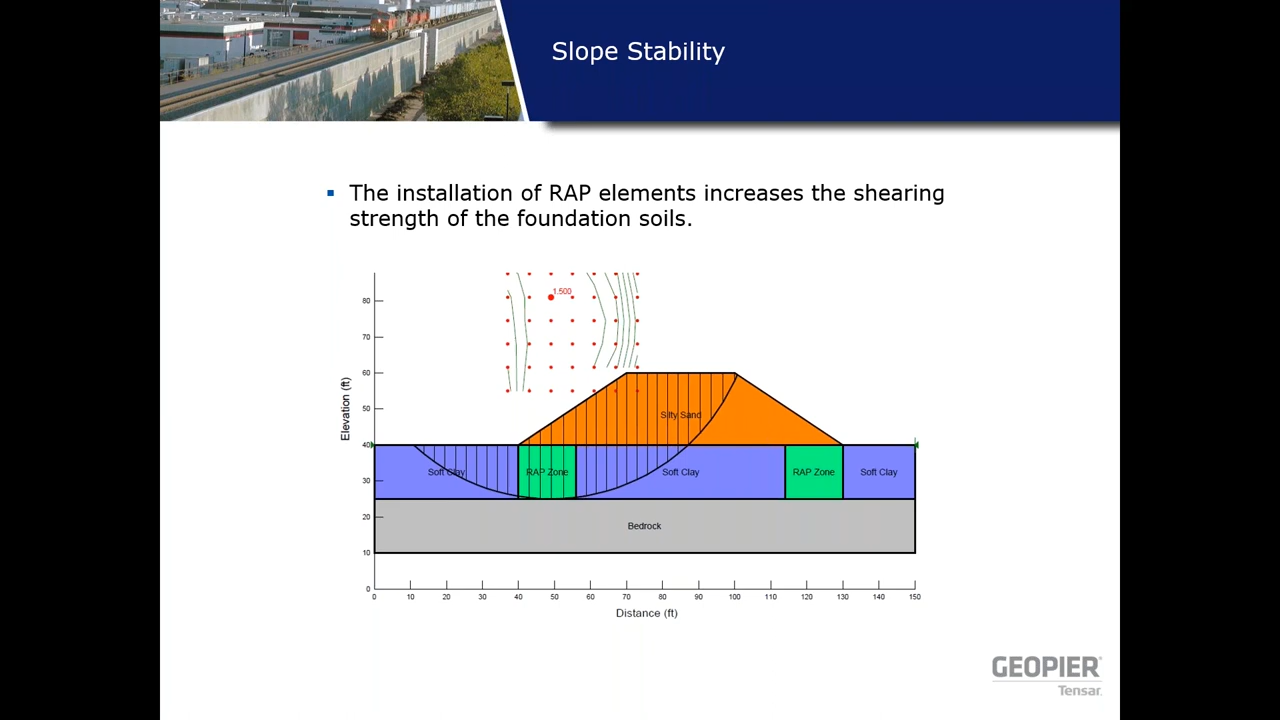 Slope Stability
The installation of RAP elements increases the shearing
strength of the foundation soils.
1.500
80
70
60
50
40
30
20
10
0
Elevation (ft)
Silty Sand
Soft Clay
RAP Zone
Soft Clay
RAP Zone
Soft Clay
Bedrock
0 10 20 30 40 50 60 70 80 90 100 110 120 130 140 150
Distance (ft)
GEOPIER®
Tensar.